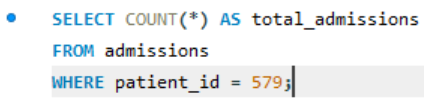 SELECT COUNT(*) AS total_admissions
FROM admissions
WHERE patient_id = 579;